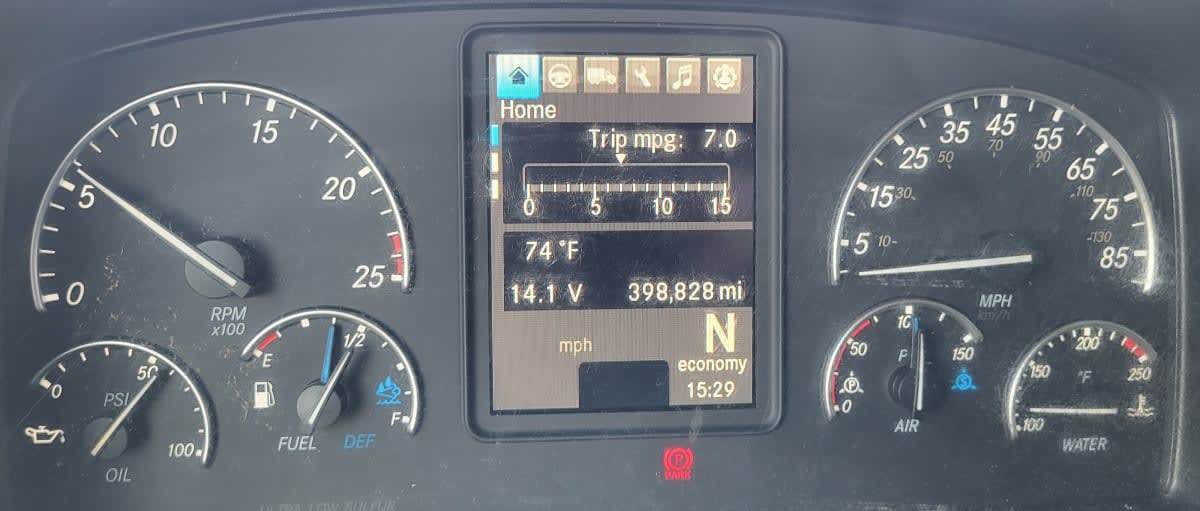 Home
Trip mpg: 7.0
0 5 10 15
74 °F
14.1 V 398,828 mi
mph
N
economy
15:29
0 5 10 15 20 25
RPM
x100
0 50 100
PSI
OIL
E 1/2 F
FUEL DEF
5 15 25 35 45 55 65 75 85
10 30 50 70 90 110 130
MPH
km/h
0 50 150
P
S
AIR
100 150 200 250
°F
WATER
P
PARK